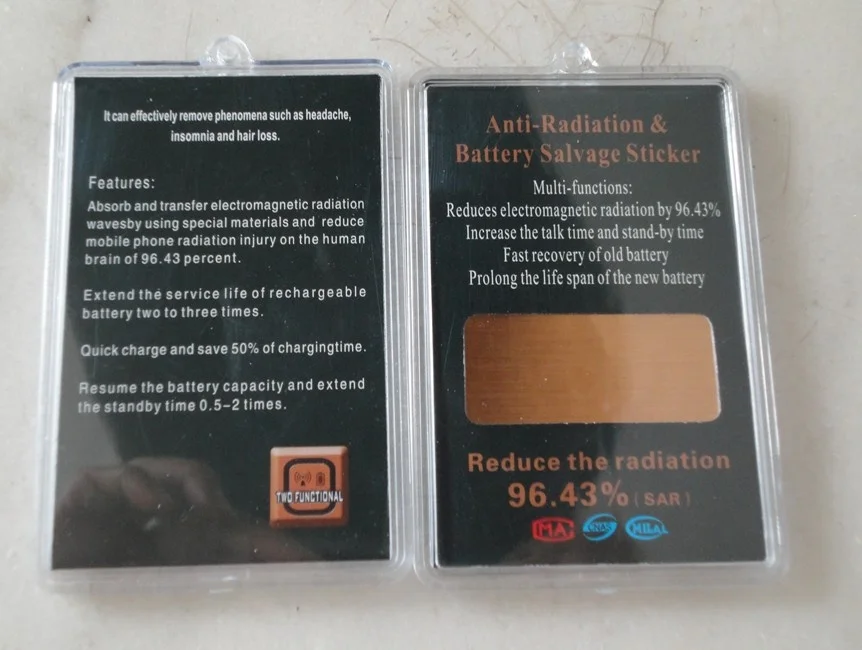 It can effectively remove phenomena such as headache,
insomnia and hair loss.
Features:
Absorb and transfer electromagnetic radiation
wavesby using special materials and reduce
mobile phone radiation injury on the human
brain of 96.43 percent.
Extend the service life of rechargeable
battery two to three times.
Quick charge and save 50% of chargingtime.
Resume the battery capacity and extend
the standby time 0.5–2 times.
TWO FUNCTIONAL
Anti-Radiation &
Battery Salvage Sticker
Multi-functions:
Reduces electromagnetic radiation by 96.43%
Increase the talk time and stand-by time
Fast recovery of old battery
Prolong the life span of the new battery
Reduce the radiation
96.43% (SAR)
MA CNAS MILAL